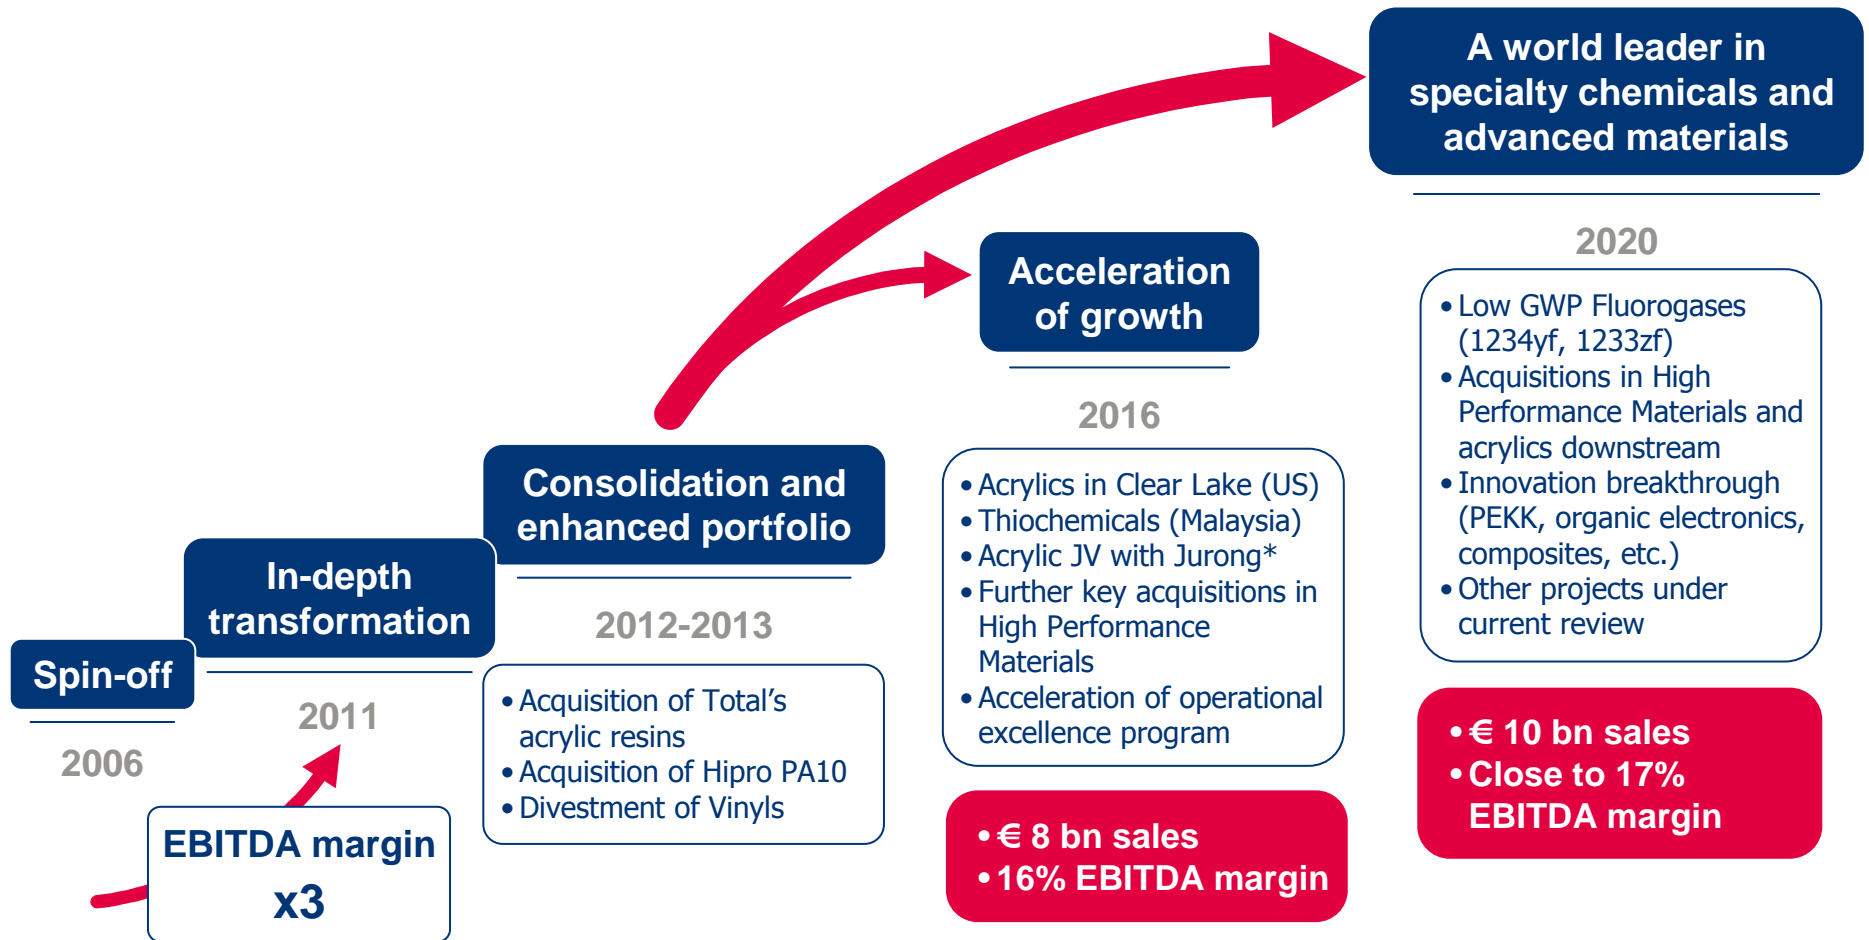 Spin-off
2006
EBITDA margin
x3
In-depth
transformation
2011
Consolidation and
enhanced portfolio
2012-2013
• Acquisition of Total’s
acrylic resins
• Acquisition of Hipro PA10
• Divestment of Vinyls
Acceleration
of growth
2016
• Acrylics in Clear Lake (US)
• Thiochemicals (Malaysia)
• Acrylic JV with Jurong*
• Further key acquisitions in
High Performance
Materials
• Acceleration of operational
excellence program
• € 8 bn sales
• 16% EBITDA margin
A world leader in
specialty chemicals and
advanced materials
2020
• Low GWP Fluorogases
(1234yf, 1233zf)
• Acquisitions in High
Performance Materials and
acrylics downstream
• Innovation breakthrough
(PEKK, organic electronics,
composites, etc.)
• Other projects under
current review
• € 10 bn sales
• Close to 17%
EBITDA margin